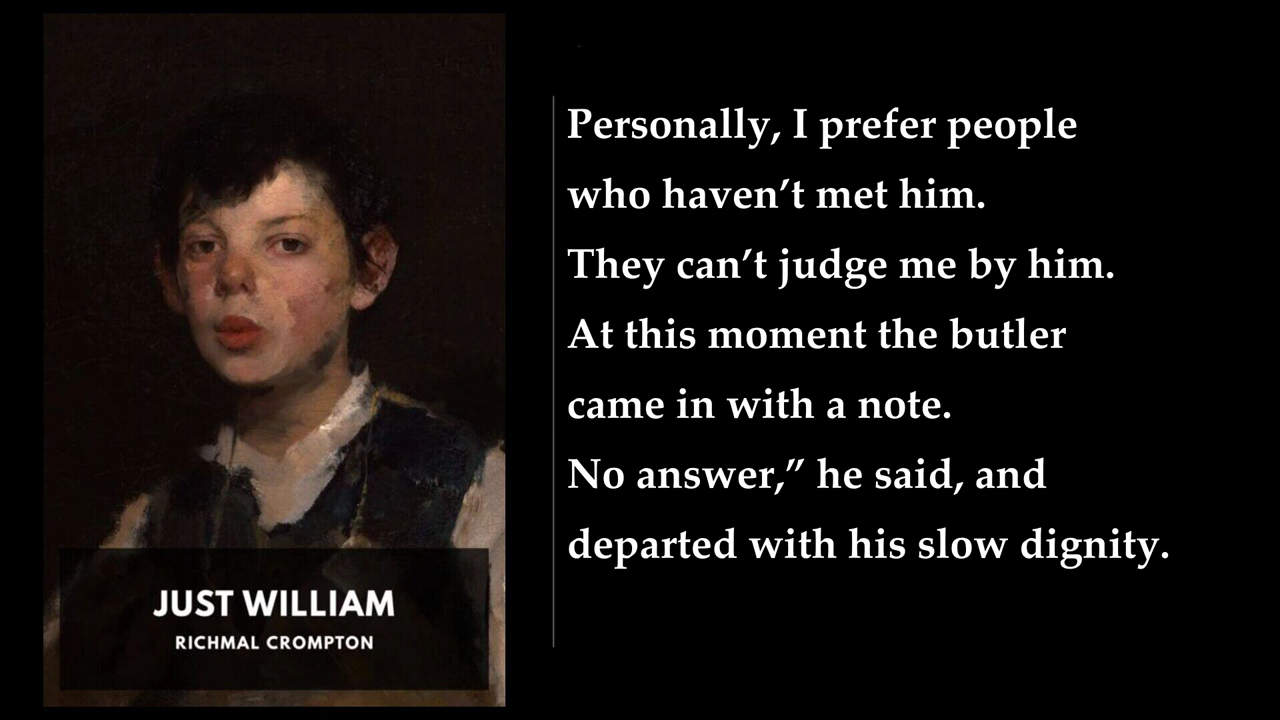 JUST WILLIAM
RICHMAL CROMPTON
Personally, I prefer people
who haven’t met him.
They can’t judge me by him.
At this moment the butler
came in with a note.
No answer,” he said, and
departed with his slow dignity.